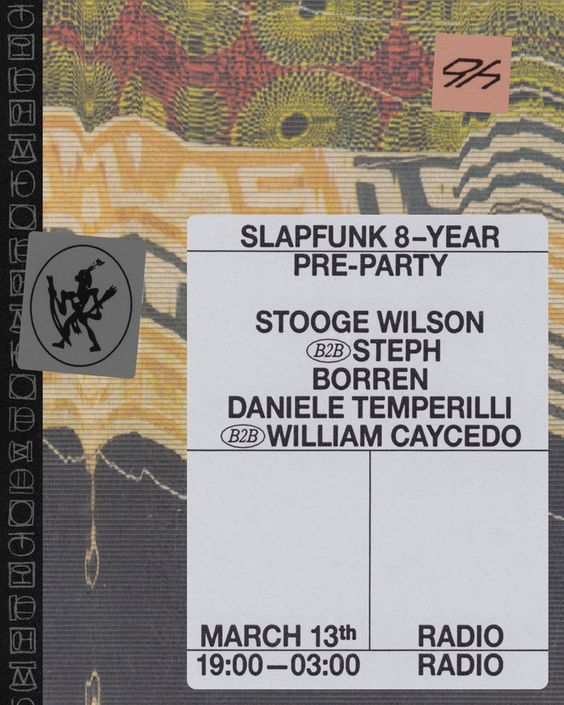 SLAPFUNK 8–YEAR
PRE-PARTY
STOOGE WILSON
B2B STEPH
BORREN
DANIELE TEMPERILLI
B2B WILLIAM CAYCEDO
MARCH 13th
RADIO
19:00—03:00
RADIO